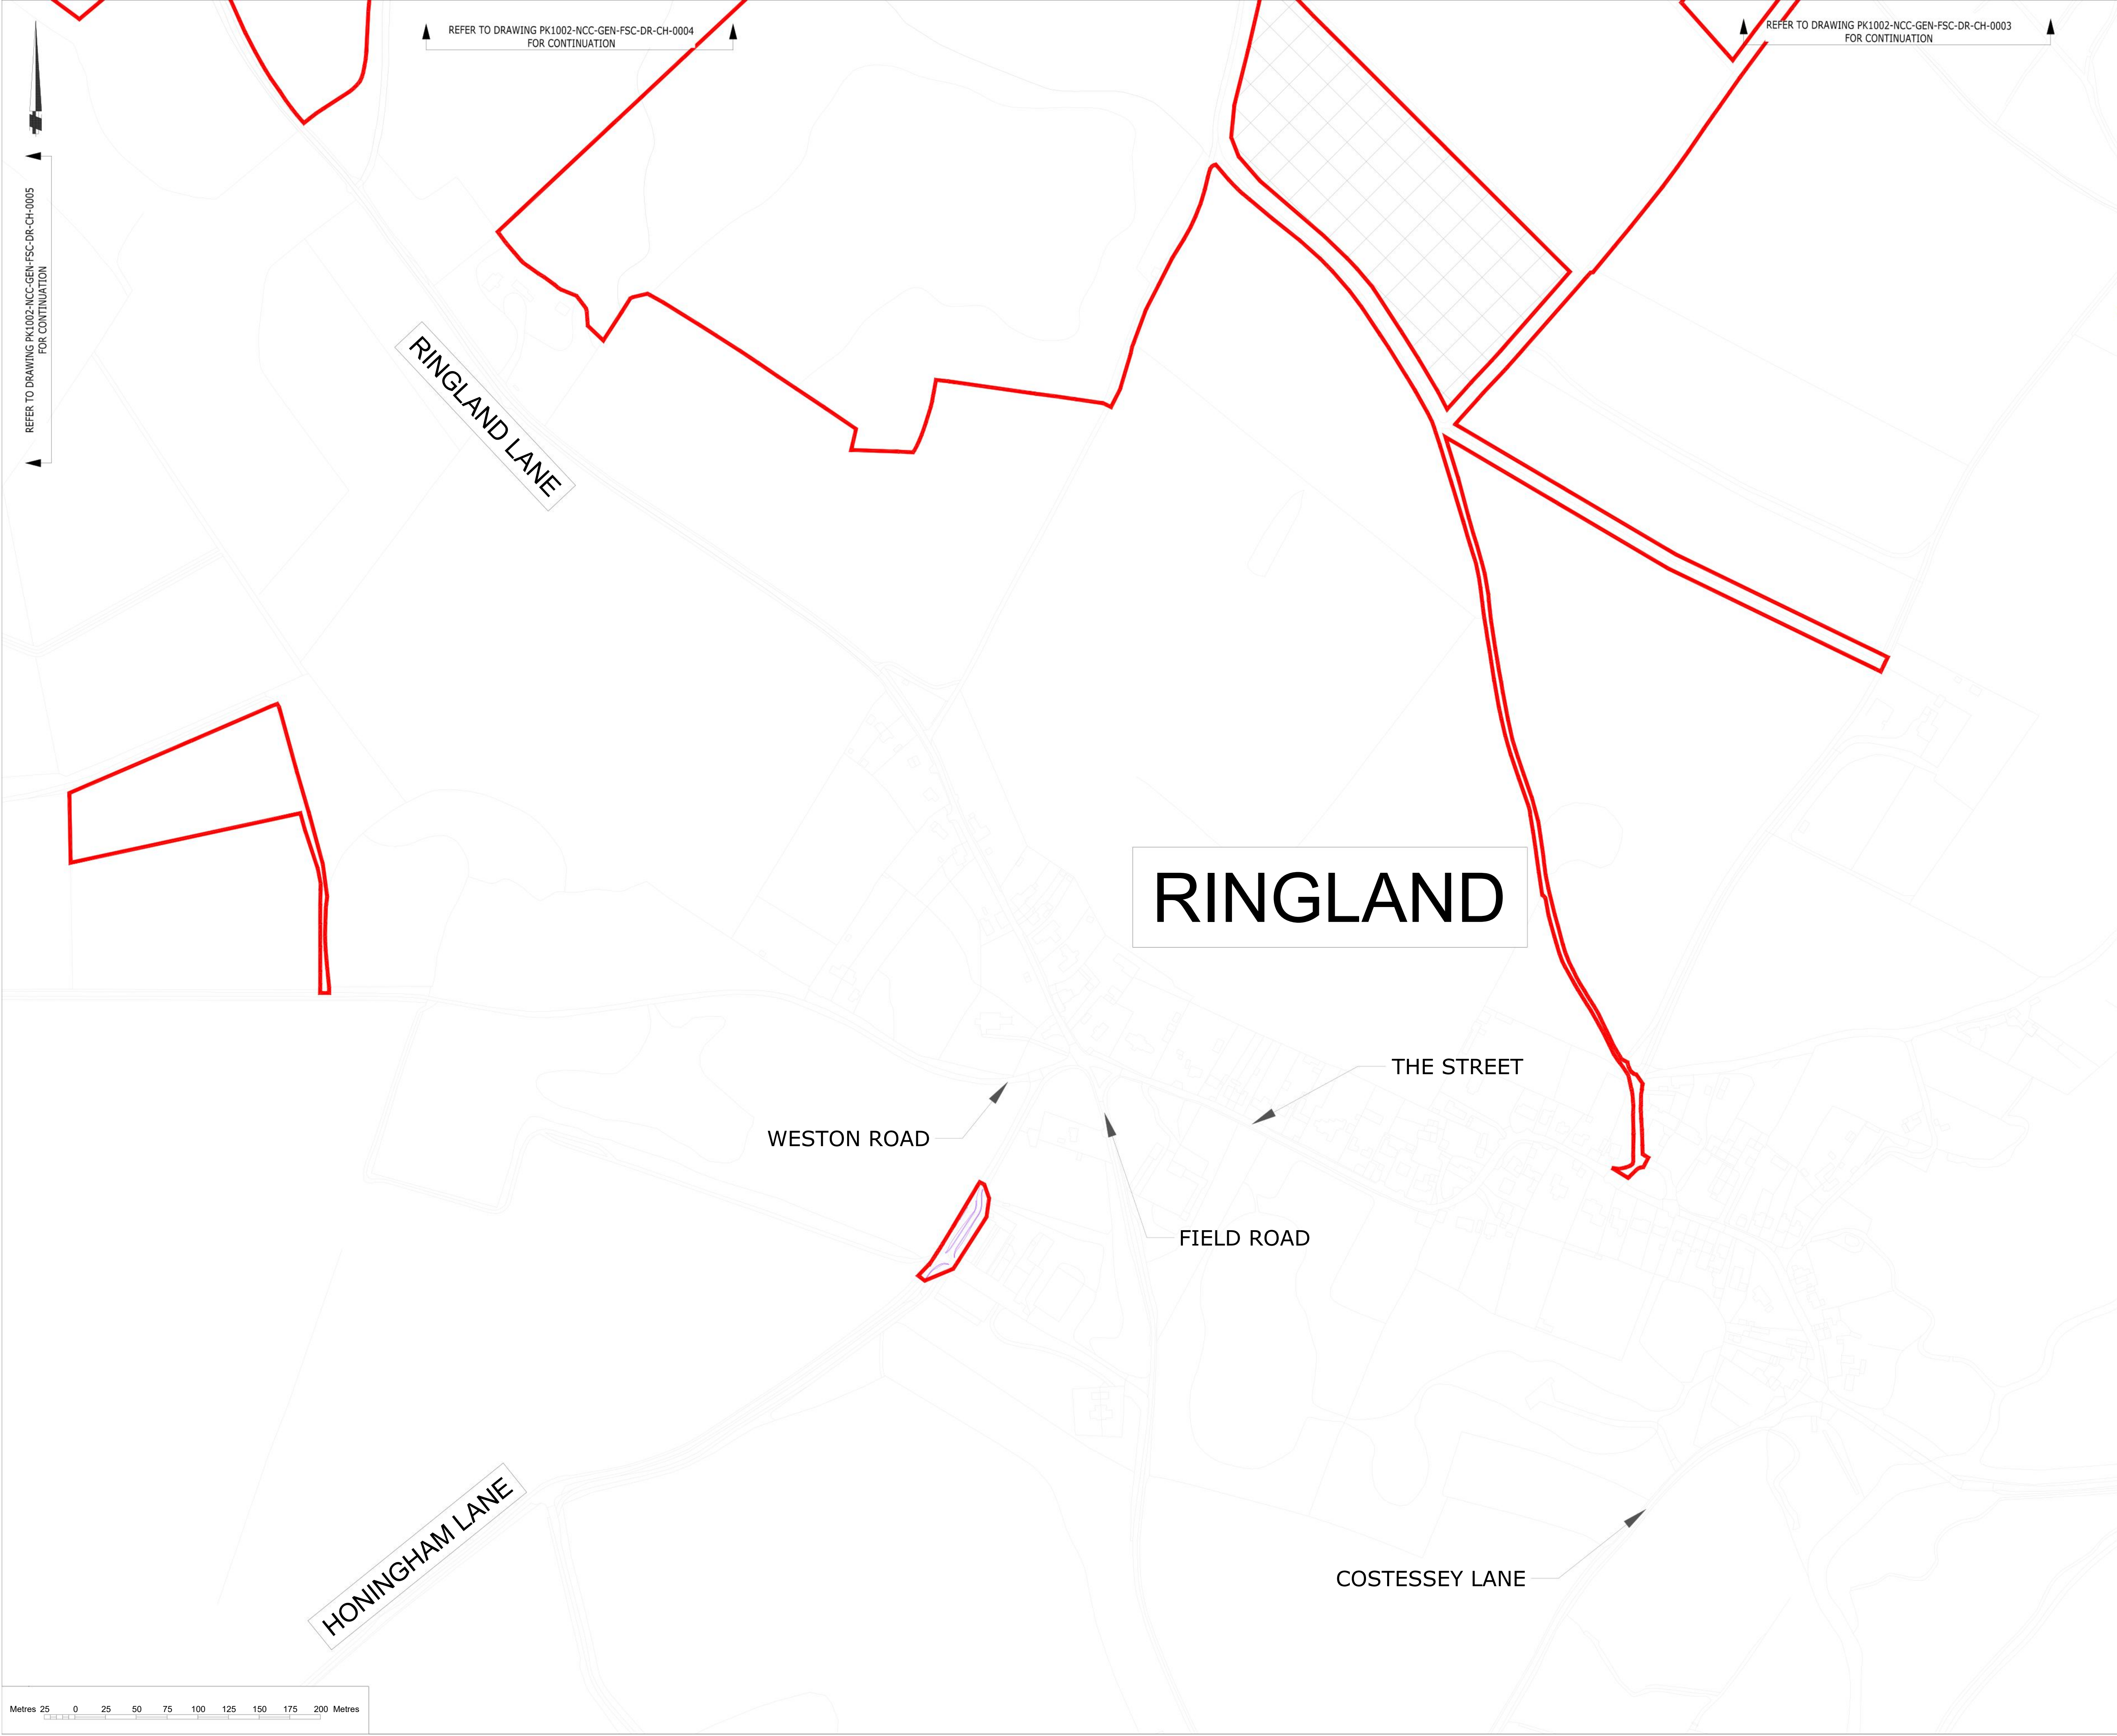 REFER TO DRAWING PK1002-NCC-GEN-FSC-DR-CH-0004
FOR CONTINUATION
REFER TO DRAWING PK1002-NCC-GEN-FSC-DR-CH-0003
FOR CONTINUATION
REFER TO DRAWING PK1002-NCC-GEN-FSC-DR-CH-0005
FOR CONTINUATION
RINGLAND LANE
RINGLAND
THE STREET
WESTON ROAD
FIELD ROAD
HONINGHAM LANE
COSTESSEY LANE
Metres 25 0 25 50 75 100 125 150 175 200 Metres